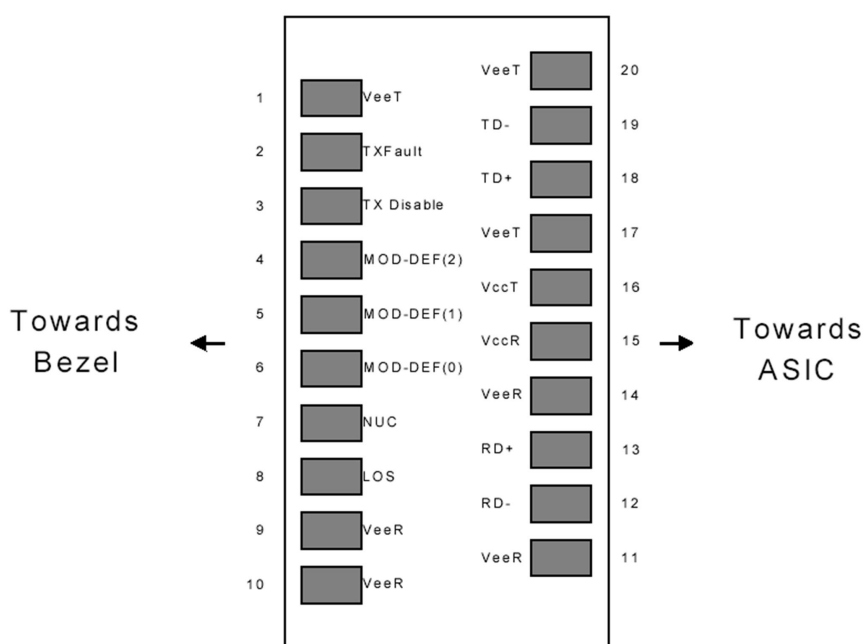 VeeT 20
1 VeeT
TD- 19
2 TXFault
TD+ 18
3 TX Disable
VeeT 17
4 MOD-DEF(2)
VccT 16
5 MOD-DEF(1)
Towards
Bezel
VccR 15
Towards
ASIC
6 MOD-DEF(0)
VeeR 14
7 NUC
RD+ 13
8 LOS
RD- 12
9 VeeR
VeeR 11
10 VeeR